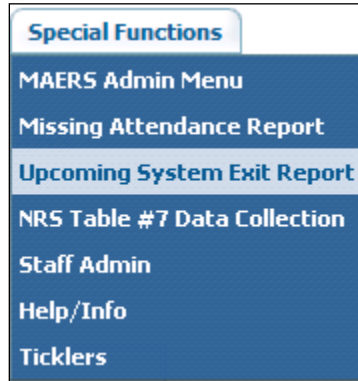 Special Functions
MAERS Admin Menu
Missing Attendance Report
Upcoming System Exit Report
NRS Table #7 Data Collection
Staff Admin
Help/Info
Ticklers